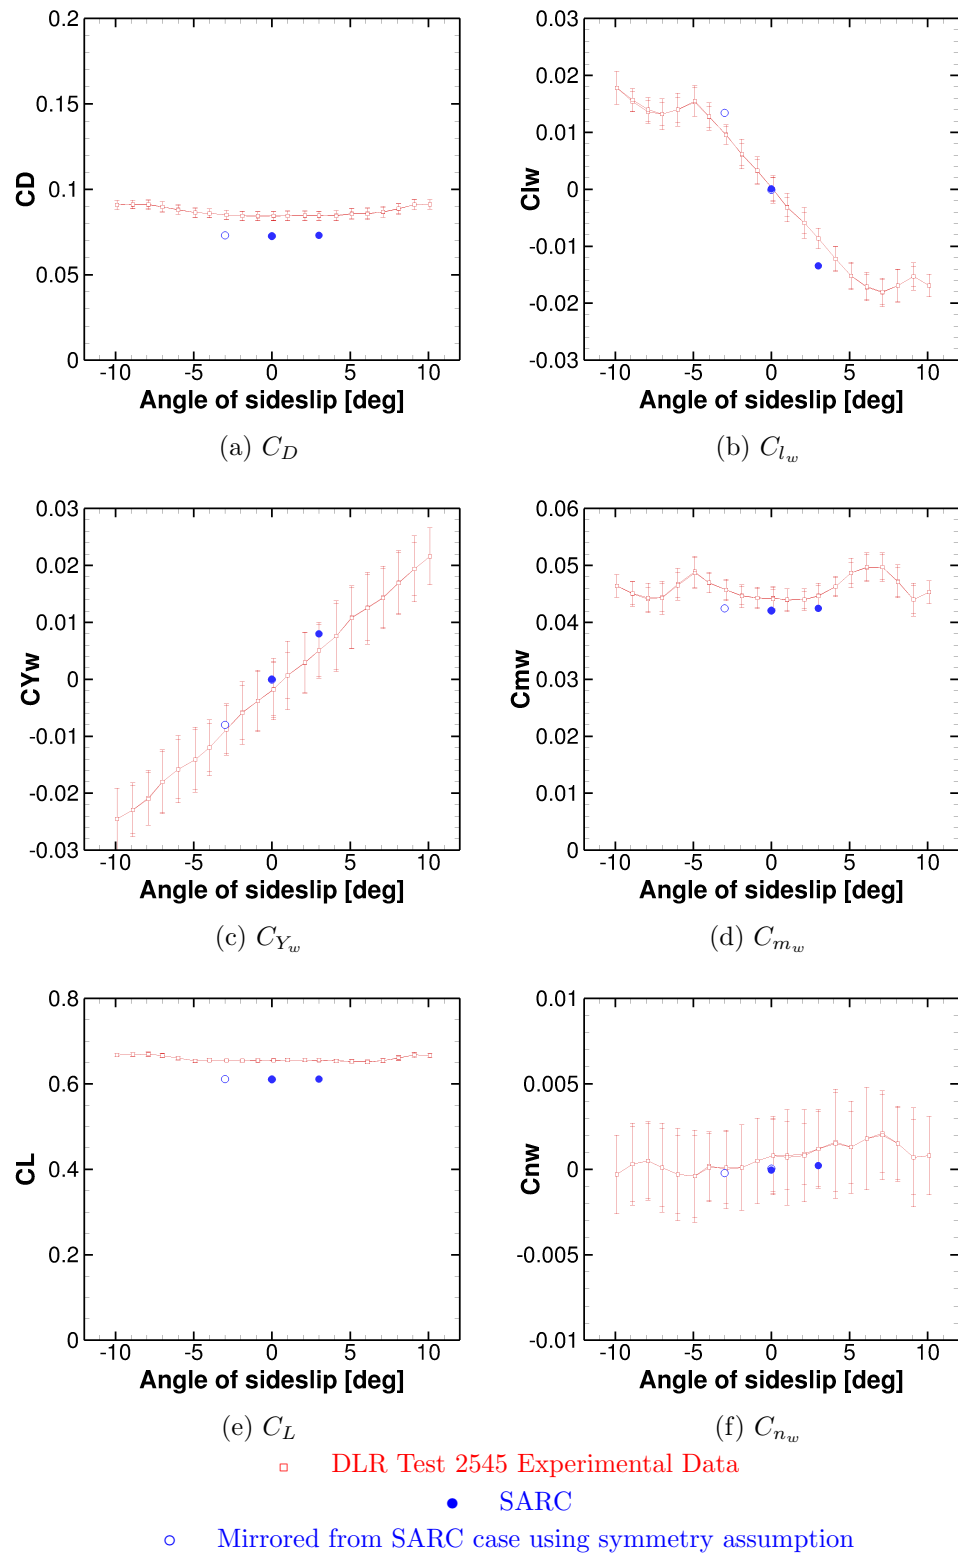 0.2
0.15
0.1
0.05
0
CD
-10 -5 0 5 10
Angle of sideslip [deg]
(a) C_D
0.03
0.02
0.01
0
-0.01
-0.02
-0.03
Clw
-10 -5 0 5 10
Angle of sideslip [deg]
(b) C_{l_w}
0.03
0.02
0.01
0
-0.01
-0.02
-0.03
CYw
-10 -5 0 5 10
Angle of sideslip [deg]
(c) C_{Y_w}
0.06
0.05
0.04
0.03
0.02
0.01
0
Cmw
-10 -5 0 5 10
Angle of sideslip [deg]
(d) C_{m_w}
0.8
0.6
0.4
0.2
0
CL
-10 -5 0 5 10
Angle of sideslip [deg]
(e) C_L
0.01
0.005
0
-0.005
-0.01
Cnw
-10 -5 0 5 10
Angle of sideslip [deg]
(f) C_{n_w}
DLR Test 2545 Experimental Data
SARC
Mirrored from SARC case using symmetry assumption